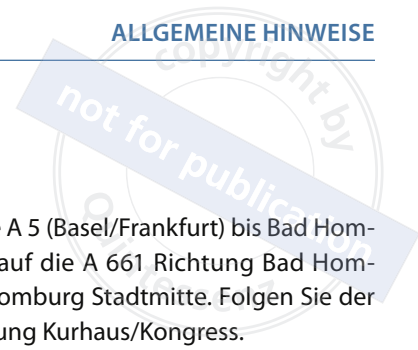 ALLGEMEINE HINWEISE
copyright by
not for publication
Quintessenz
A 5 (Basel/Frankfurt) bis Bad Hom-
auf die A 661 Richtung Bad Hom-
omburg Stadtmitte. Folgen Sie der
ung Kurhaus/Kongress.